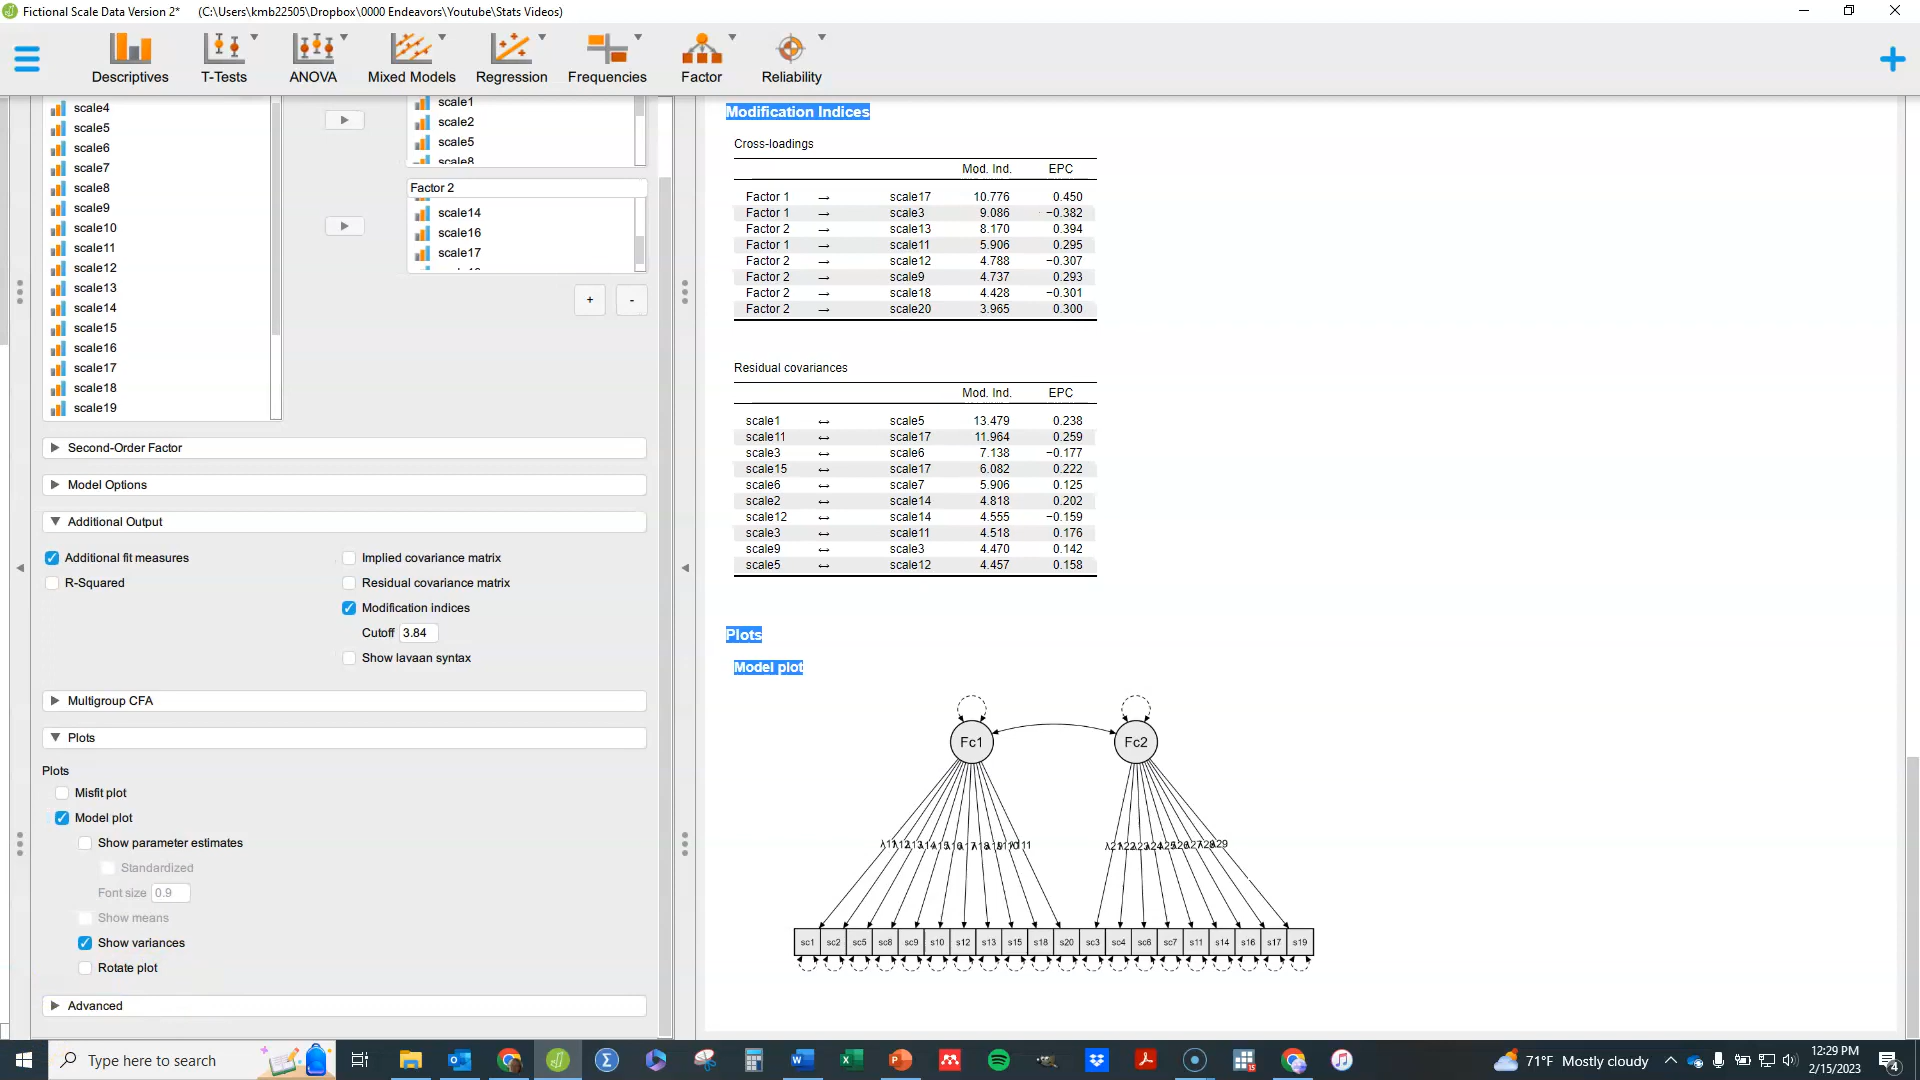 Fictional Scale Data Version 2* (C:\Users\kmb22505\Dropbox\0000 Endeavors\Youtube\Stats Videos)
Descriptives T-Tests ANOVA Mixed Models Regression Frequencies Factor Reliability
scale4
scale5
scale6
scale7
scale8
scale9
scale10
scale11
scale12
scale13
scale14
scale15
scale16
scale17
scale18
scale19
scale1
scale2
scale5
scale8
Factor 2
scale14
scale16
scale17
+ -
Second-Order Factor
Model Options
Additional Output
Additional fit measures
R-Squared
Implied covariance matrix
Residual covariance matrix
Modification indices
Cutoff 3.84
Show lavaan syntax
Multigroup CFA
Plots
Plots
Misfit plot
Model plot
Show parameter estimates
Standardized
Font size 0.9
Show means
Show variances
Rotate plot
Advanced
Modification Indices
Cross-loadings
Mod. Ind. EPC
Factor 1 → scale17 10.776 0.450
Factor 1 → scale3 9.086 −0.382
Factor 2 → scale13 8.170 0.394
Factor 1 → scale11 5.906 0.295
Factor 2 → scale12 4.788 −0.307
Factor 2 → scale9 4.737 0.293
Factor 2 → scale18 4.428 −0.301
Factor 2 → scale20 3.965 0.300
Residual covariances
Mod. Ind. EPC
scale1 ↔ scale5 13.479 0.238
scale11 ↔ scale17 11.964 0.259
scale3 ↔ scale6 7.138 −0.177
scale15 ↔ scale17 6.082 0.222
scale6 ↔ scale7 5.906 0.125
scale2 ↔ scale14 4.818 0.202
scale12 ↔ scale14 4.555 −0.159
scale3 ↔ scale11 4.518 0.176
scale9 ↔ scale3 4.470 0.142
scale5 ↔ scale12 4.457 0.158
Plots
Model plot
Fc1 Fc2
sc1 sc2 sc5 sc8 sc9 s10 s12 s13 s15 s18 s20 sc3 sc4 sc6 sc7 s11 s14 s16 s17 s19
Type here to search
71°F Mostly cloudy
12:29 PM
2/15/2023
4